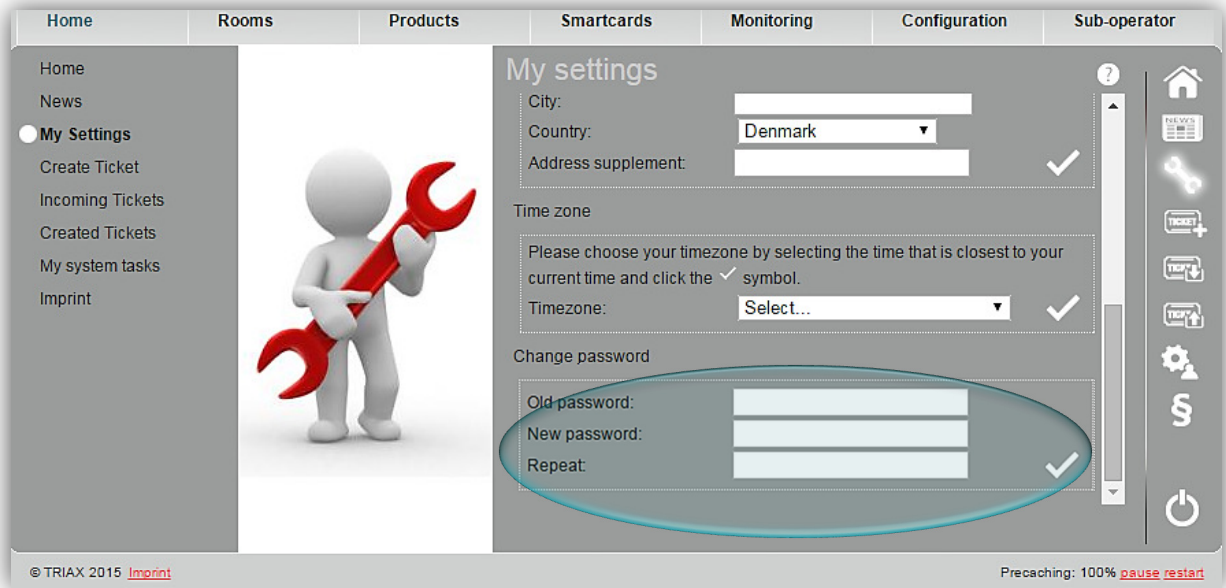 Home Rooms Products Smartcards Monitoring Configuration Sub-operator
Home
News
My Settings
Create Ticket
Incoming Tickets
Created Tickets
My system tasks
Imprint
My settings
?
City:
Country: Denmark
Address supplement:
Time zone
Please choose your timezone by selecting the time that is closest to your
current time and click the ✓ symbol.
Timezone: Select...
Change password
Old password:
New password:
Repeat:
NEWS
TICKET
§
© TRIAX 2015 Imprint
Precaching: 100% pause restart